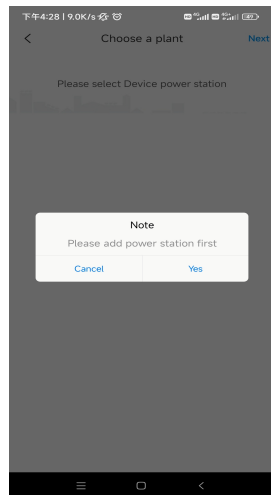 下午4:28 | 9.0K/s
Choose a plant Next
Please select Device power station
Note
Please add power station first
Cancel Yes